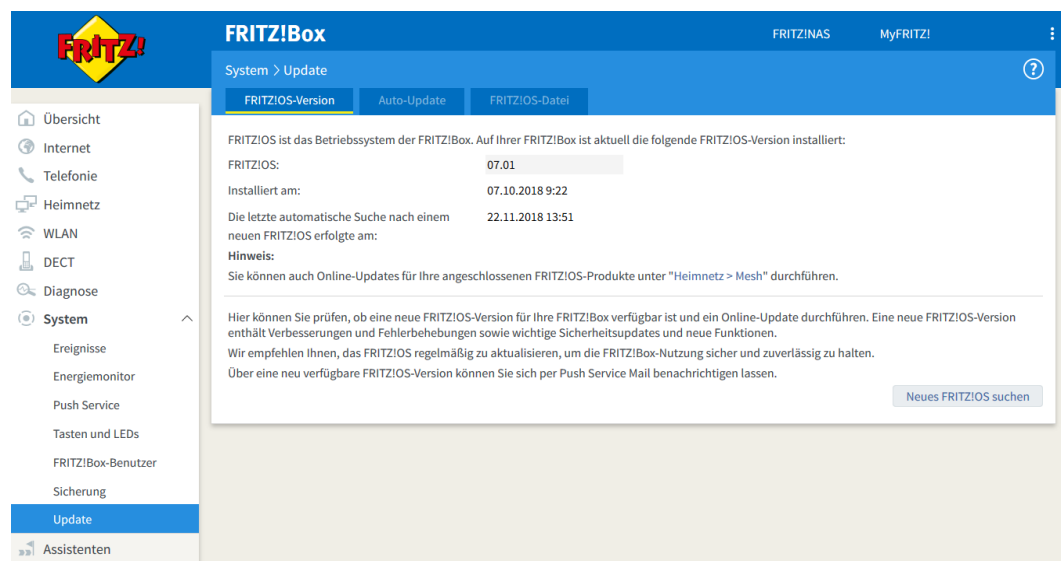 FRITZ!
FRITZ!Box
FRITZ!NAS
MyFRITZ!
System > Update
?
FRITZ!OS-Version
Auto-Update
FRITZ!OS-Datei
Übersicht
Internet
Telefonie
Heimnetz
WLAN
DECT
Diagnose
System
Ereignisse
Energiemonitor
Push Service
Tasten und LEDs
FRITZ!Box-Benutzer
Sicherung
Update
Assistenten
FRITZ!OS ist das Betriebssystem der FRITZ!Box. Auf Ihrer FRITZ!Box ist aktuell die folgende FRITZ!OS-Version installiert:
FRITZ!OS: 07.01
Installiert am: 07.10.2018 9:22
Die letzte automatische Suche nach einem 22.11.2018 13:51
neuen FRITZ!OS erfolgte am:
Hinweis:
Sie können auch Online-Updates für Ihre angeschlossenen FRITZ!OS-Produkte unter "Heimnetz > Mesh" durchführen.
Hier können Sie prüfen, ob eine neue FRITZ!OS-Version für Ihre FRITZ!Box verfügbar ist und ein Online-Update durchführen. Eine neue FRITZ!OS-Version
enthält Verbesserungen und Fehlerbehebungen sowie wichtige Sicherheitsupdates und neue Funktionen.
Wir empfehlen Ihnen, das FRITZ!OS regelmäßig zu aktualisieren, um die FRITZ!Box-Nutzung sicher und zuverlässig zu halten.
Über eine neu verfügbare FRITZ!OS-Version können Sie sich per Push Service Mail benachrichtigen lassen.
Neues FRITZ!OS suchen